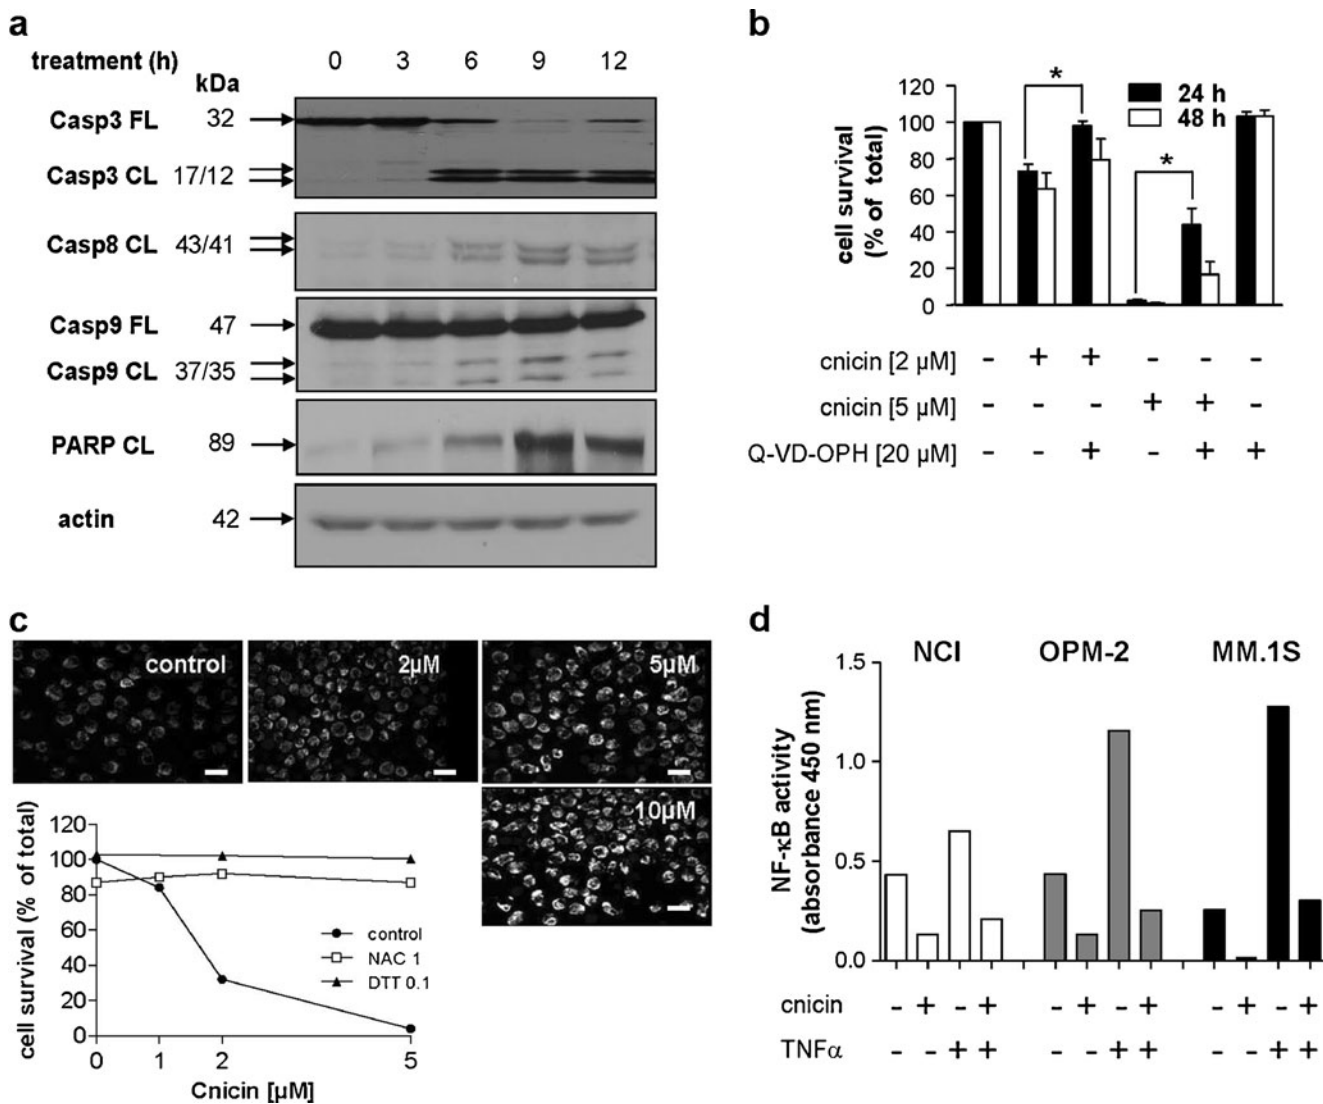 a
treatment (h) 0 3 6 9 12
kDa
Casp3 FL 32
Casp3 CL 17/12
Casp8 CL 43/41
Casp9 FL 47
Casp9 CL 37/35
PARP CL 89
actin 42
b
cell survival
(% of total)
120
100
80
60
40
20
0
* *
24 h
48 h
cnicin [2 µM] - + + - - -
cnicin [5 µM] - - - + + -
Q-VD-OPH [20 µM] - - + - + +
c
control
2µM
5µM
10µM
cell survival (% of total)
120
100
80
60
40
20
0
control
NAC 1
DTT 0.1
0 1 2 5
Cnicin [µM]
d
NCI OPM-2 MM.1S
NF-κB activity
(absorbance 450 nm)
1.5
1.0
0.5
0.0
cnicin - + - + - + - + - + - +
TNFα - - + + - - + + - - + +